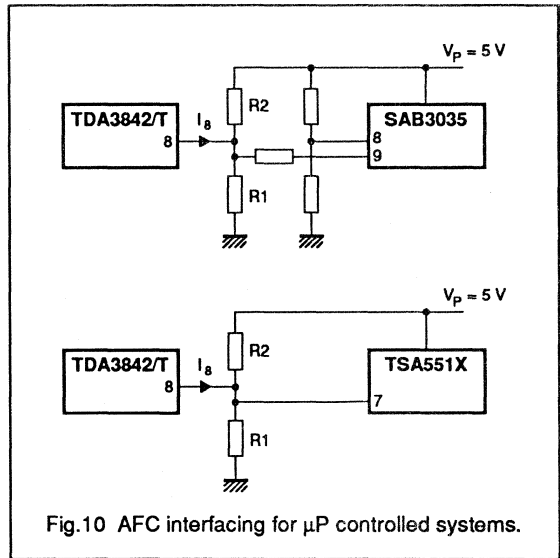 V_P = 5 V
TDA3842/T
8
I_8
R2
R1
SAB3035
8
9
V_P = 5 V
TDA3842/T
8
I_8
R2
R1
TSA551X
7
Fig.10 AFC interfacing for µP controlled systems.